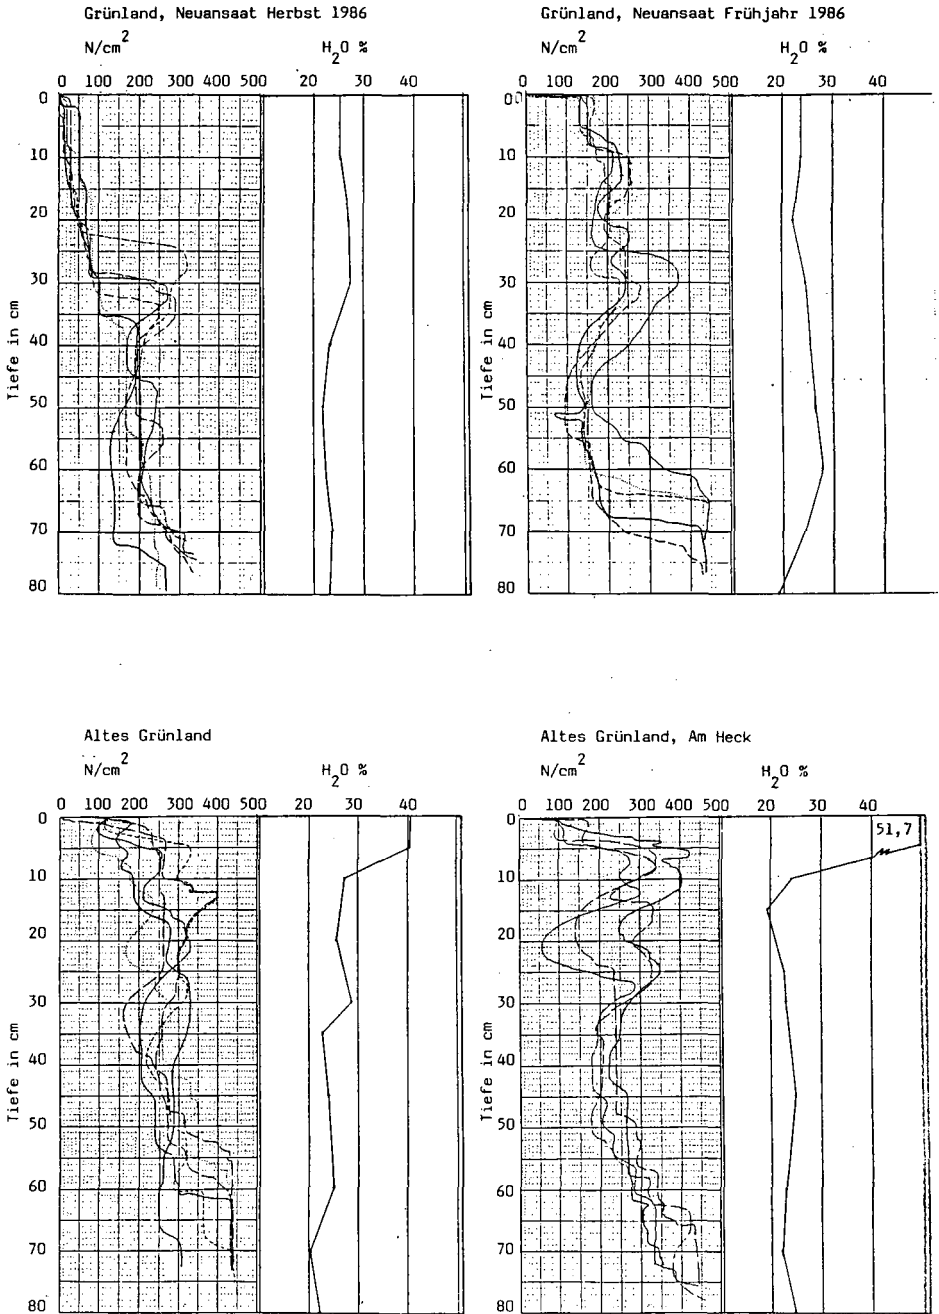 Grünland, Neuansaat Herbst 1986
N/cm²
H₂O %
0 100 200 300 400 500
20 30 40
0
10
20
30
40
50
60
70
80
Tiefe in cm
Grünland, Neuansaat Frühjahr 1986
N/cm²
H₂O %
0 100 200 300 400 500
20 30 40
0
10
20
30
40
50
60
70
80
Tiefe in cm
Altes Grünland
N/cm²
H₂O %
0 100 200 300 400 500
20 30 40
0
10
20
30
40
50
60
70
80
Tiefe in cm
Altes Grünland, Am Heck
N/cm²
H₂O %
0 100 200 300 400 500
20 30 40
51,7
0
10
20
30
40
50
60
70
80
Tiefe in cm